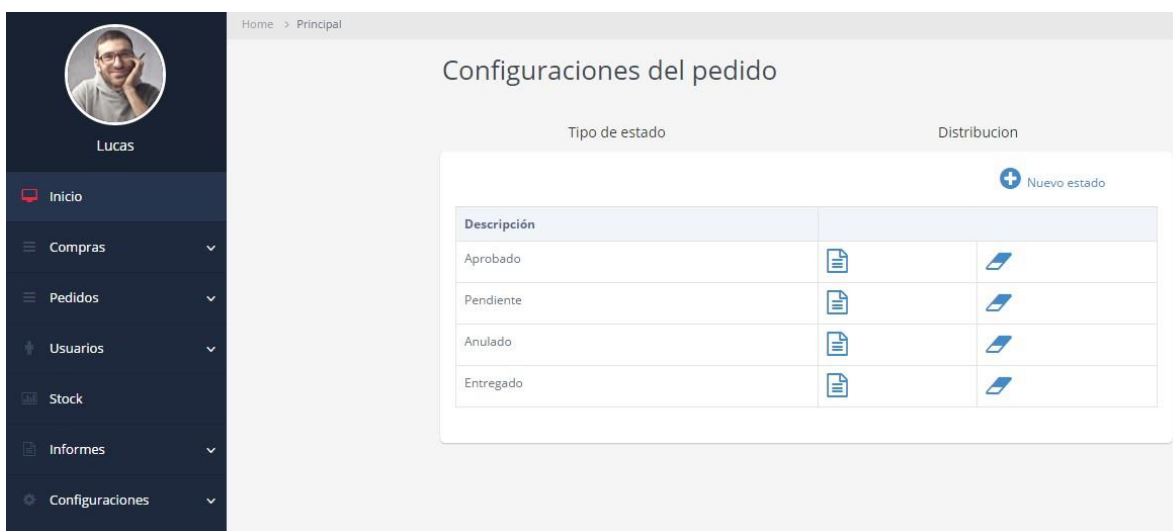 Home > Principal
Lucas
Inicio
Compras
Pedidos
Usuarios
Stock
Informes
Configuraciones
Configuraciones del pedido
Tipo de estado Distribucion
Nuevo estado
Descripción
Aprobado
Pendiente
Anulado
Entregado